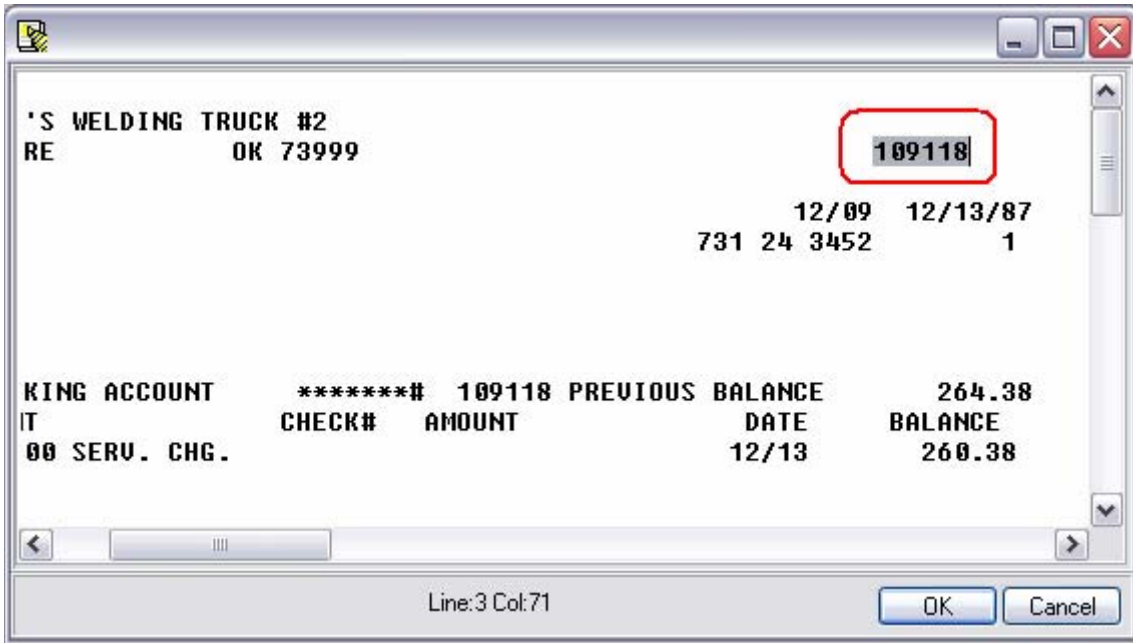 'S WELDING TRUCK #2
RE OK 73999 109118
12/09 12/13/87
731 24 3452 1
KING ACCOUNT *******# 109118 PREVIOUS BALANCE 264.38
IT CHECK# AMOUNT DATE BALANCE
00 SERV. CHG. 12/13 260.38
Line:3 Col:71
OK Cancel